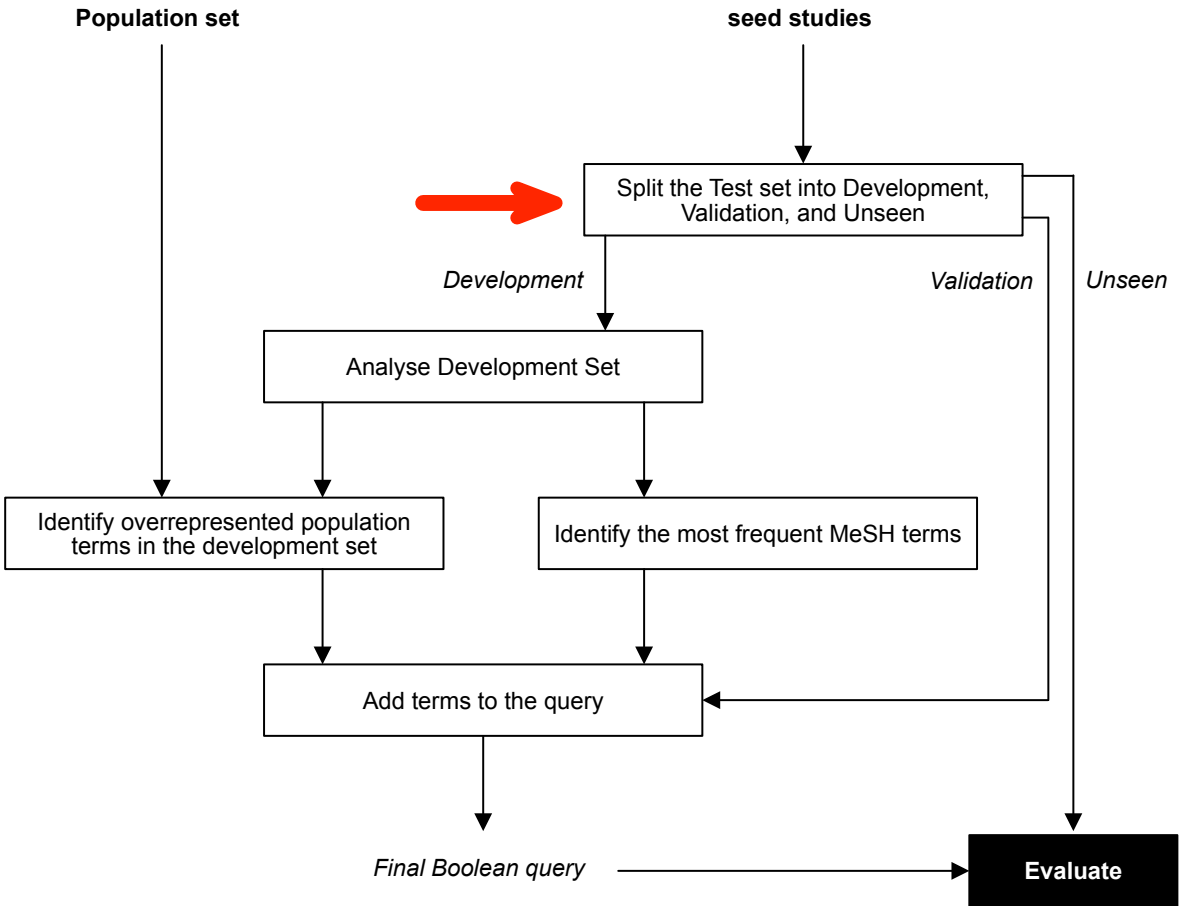 Population set
seed studies
Split the Test set into Development,
Validation, and Unseen
Development
Validation
Unseen
Analyse Development Set
Identify overrepresented population
terms in the development set
Identify the most frequent MeSH terms
Add terms to the query
Final Boolean query
Evaluate